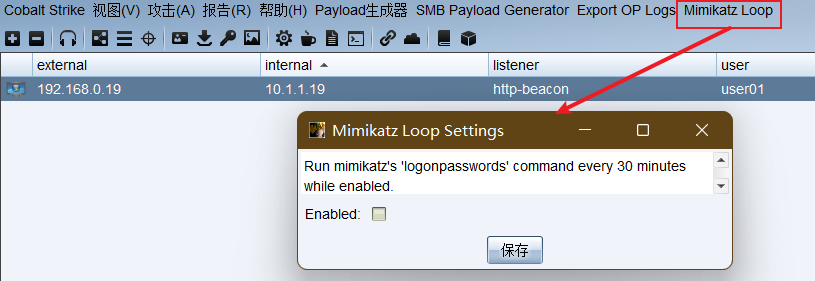 Cobalt Strike 视图(V) 攻击(A) 报告(R) 帮助(H) Payload生成器 SMB Payload Generator Export OP Logs Mimikatz Loop
external internal listener user
192.168.0.19 10.1.1.19 http-beacon user01
Mimikatz Loop Settings
Run mimikatz's 'logonpasswords' command every 30 minutes
while enabled.
Enabled:
保存